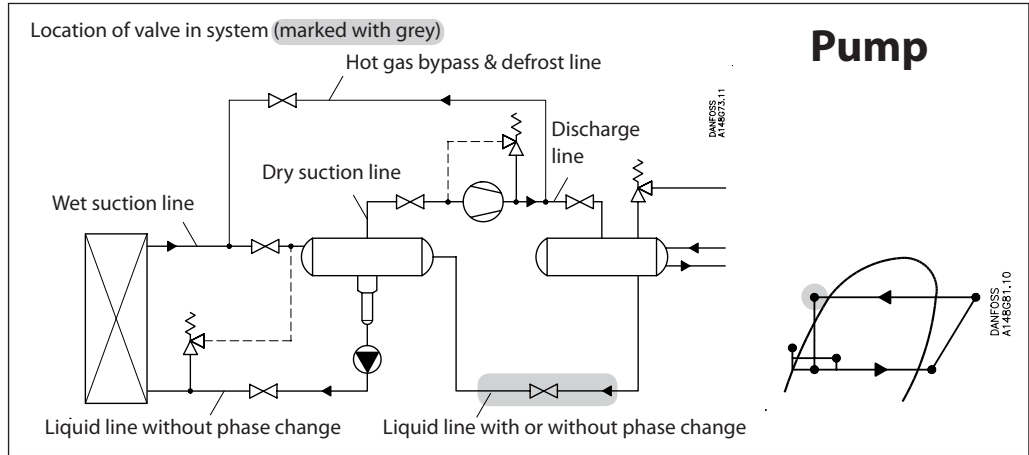 Location of valve in system (marked with grey)
Pump
Hot gas bypass & defrost line
DANFOSS
A148G73.11
Discharge
line
Dry suction line
Wet suction line
DANFOSS
A148G81.10
Liquid line without phase change
Liquid line with or without phase change